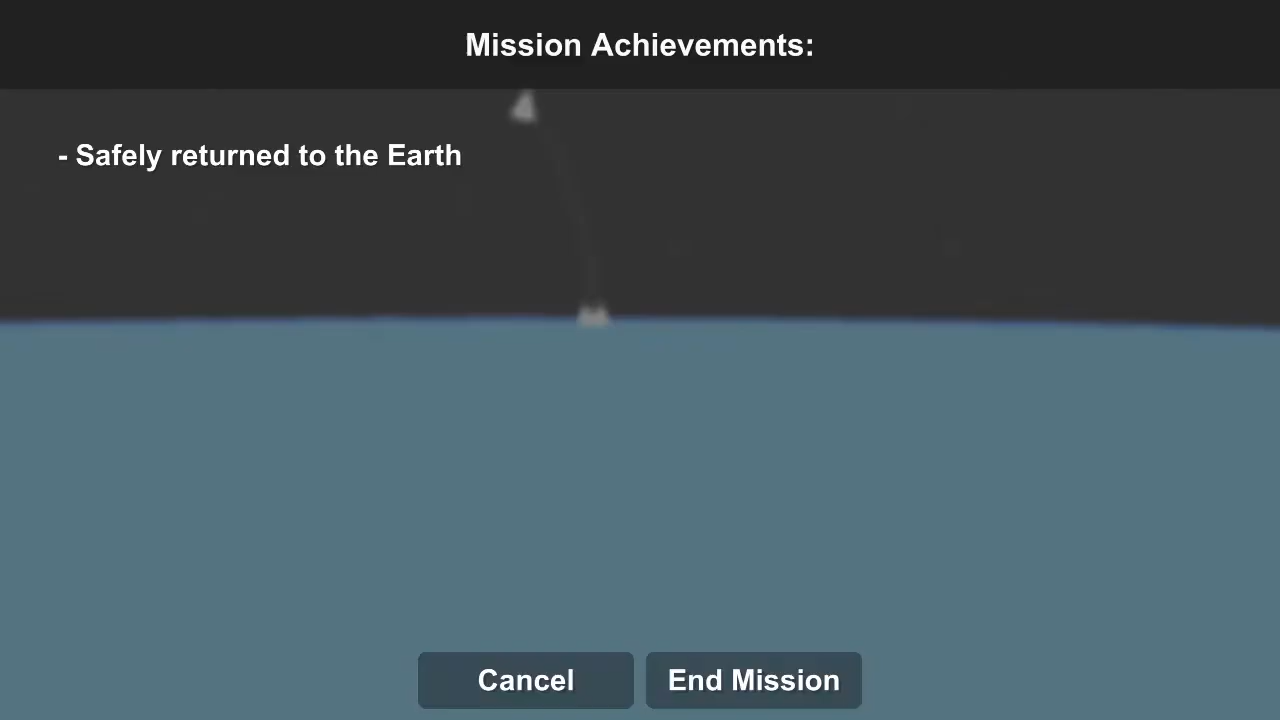 Mission Achievements:
- Safely returned to the Earth
Cancel
End Mission